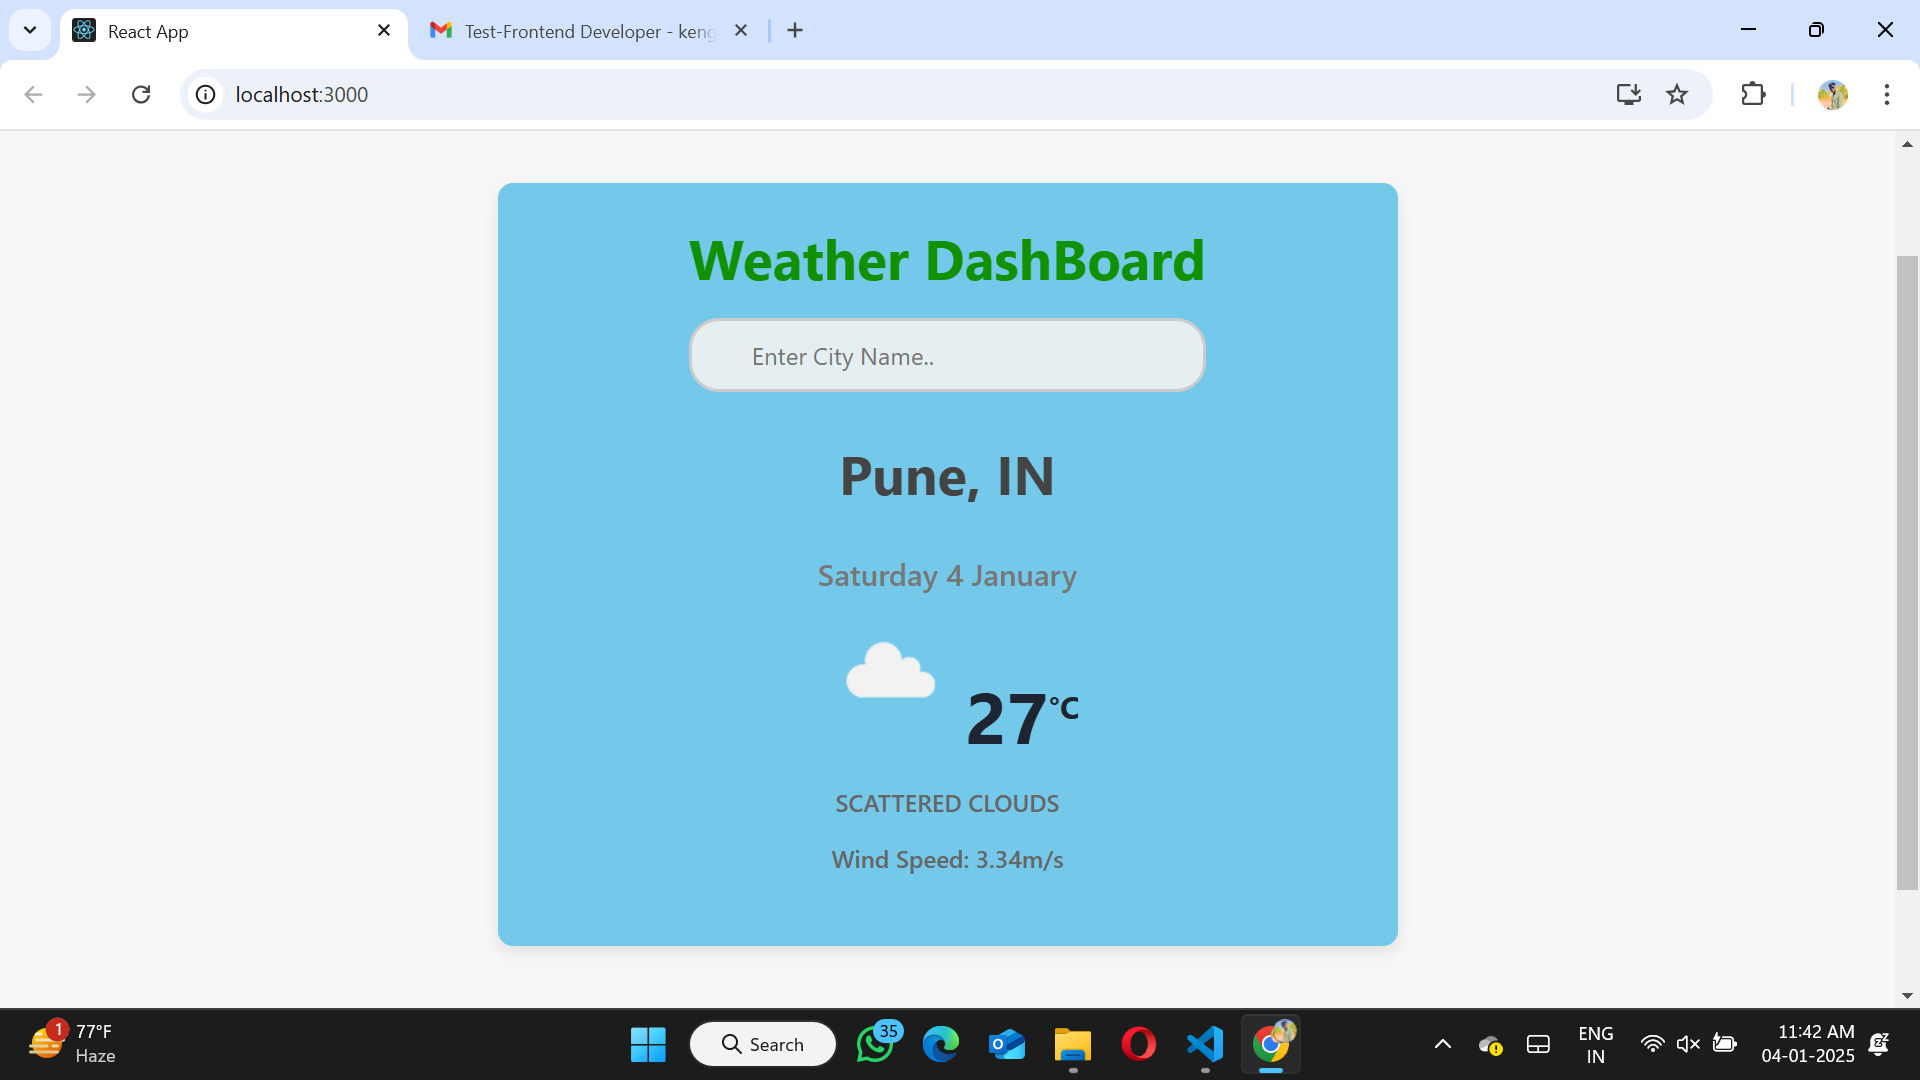 React App
Test-Frontend Developer - keng
localhost:3000
Weather DashBoard
Enter City Name..
Pune, IN
Saturday 4 January
27°C
SCATTERED CLOUDS
Wind Speed: 3.34m/s
1
77°F
Haze
Search
35
ENG
IN
11:42 AM
04-01-2025